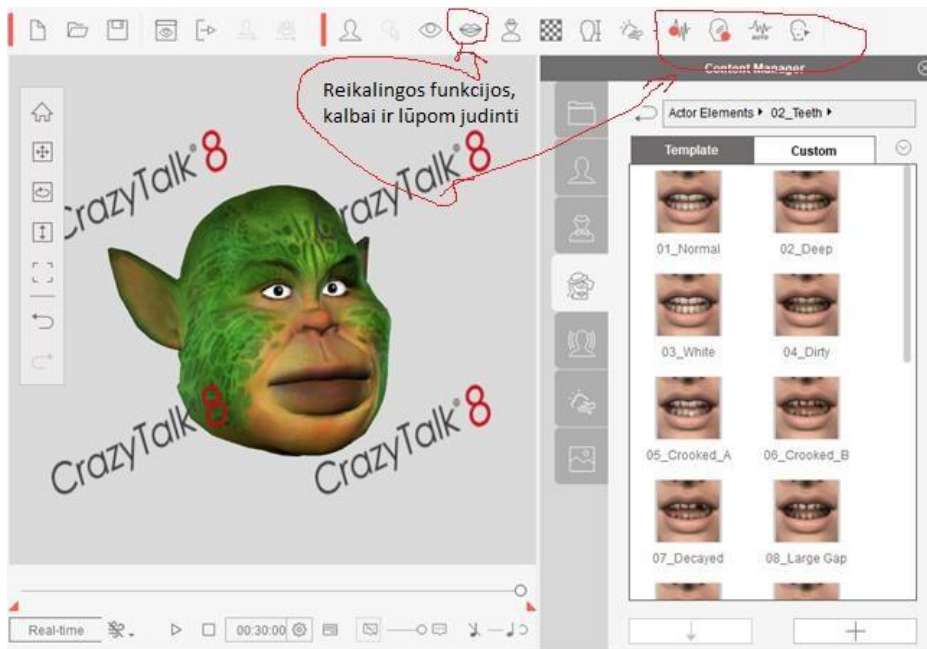 AUTO
Content Manager
Reikalingos funkcijos,
kalbai ir lūpom judinti
Actor Elements 02_Teeth
Template Custom
CrazyTalk 8
CrazyTalk 8
01_Normal 02_Deep
03_White 04_Dirty
CrazyTalk 8
CrazyTalk 8
05_Crooked_A 06_Crooked_B
07_Decayed 08_Large Gap
Real-time 00:30:00